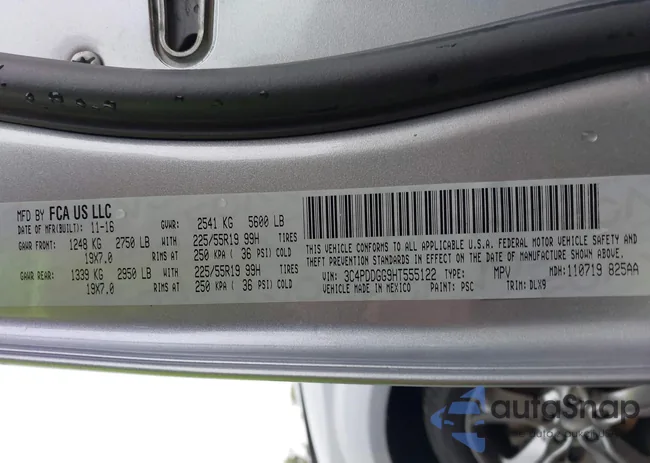 MFD BY FCA US LLC
DATE OF MFR(BUILT): 11-16 GVWR: 2541 KG 5600 LB
GAWR FRONT: 1248 KG 2750 LB WITH 225/55R19 99H TIRES
19X7.0 RIMS AT 250 KPA ( 36 PSI) COLD
GAWR REAR: 1339 KG 2950 LB WITH 225/55R19 99H TIRES
19X7.0 RIMS AT 250 KPA ( 36 PSI) COLD
THIS VEHICLE CONFORMS TO ALL APPLICABLE U.S.A. FEDERAL MOTOR VEHICLE SAFETY AND
THEFT PREVENTION STANDARDS IN EFFECT ON THE DATE OF MANUFACTURE SHOWN ABOVE.
VIN: 3C4PDDGG9HT555122 TYPE: MPV MDH: 110719 825AA
VEHICLE MADE IN MEXICO PAINT: PSC TRIM: DLX9
autoSnap